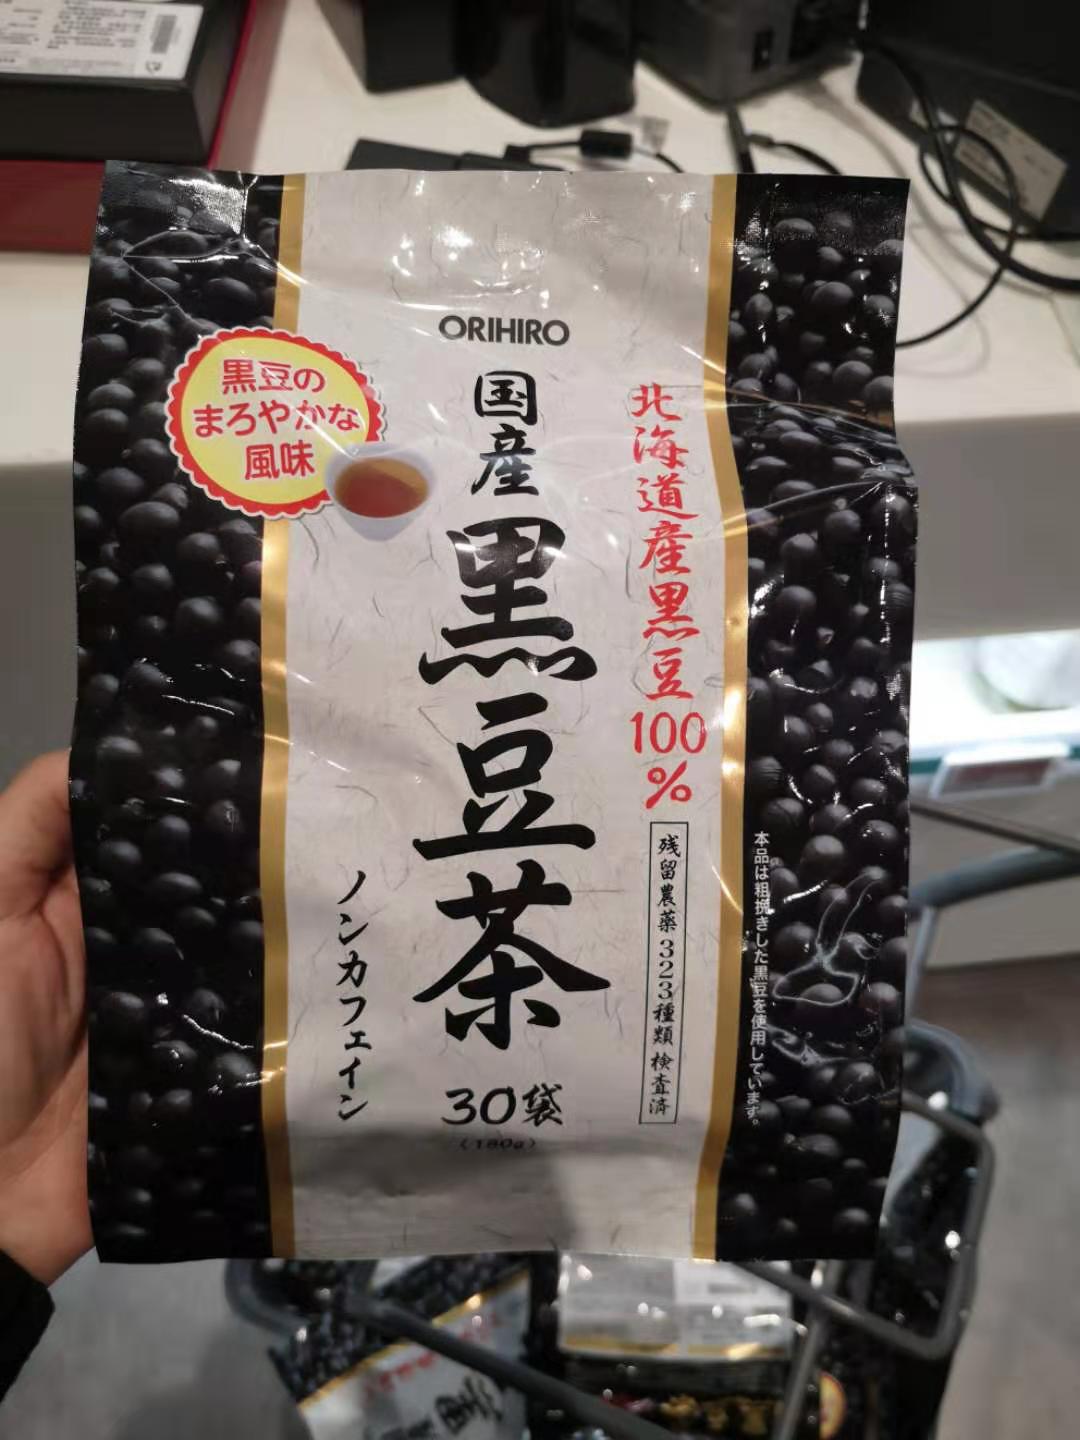 ORIHIRO
黒豆の
まろやかな
風味
北海道産黒豆100%
国産
黒豆茶
ノンカフェイン
残留農薬323種類 検査済
本品は粗挽きした黒豆を使用しています。
30袋
(180g)